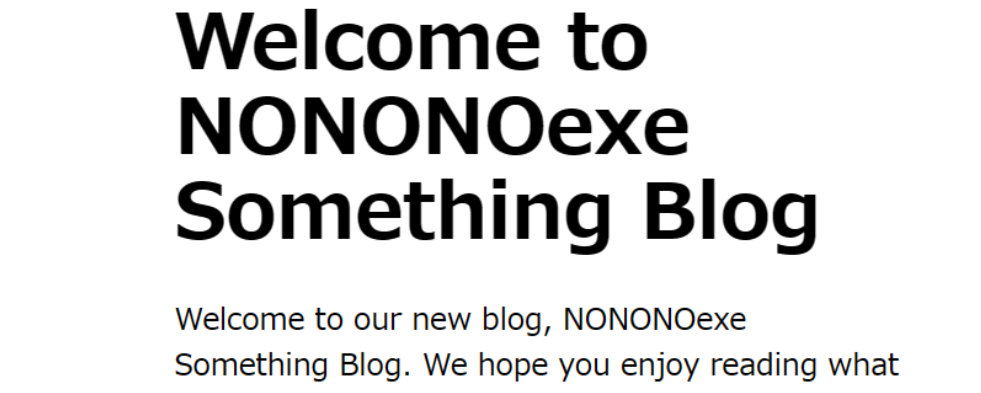 Welcome to
NONONOexe
Something Blog
Welcome to our new blog, NONONOexe
Something Blog. We hope you enjoy reading what